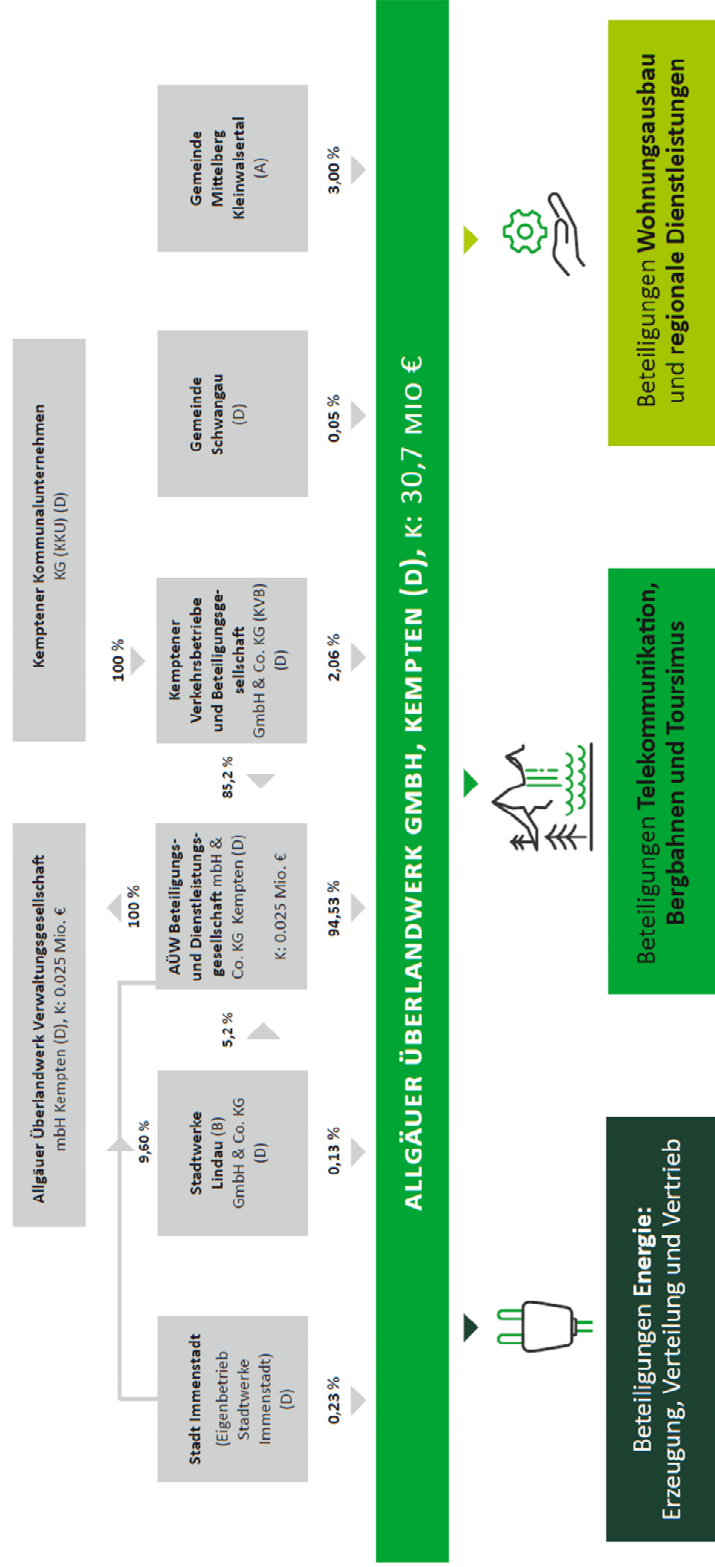 Allgäuer Überlandwerk Verwaltungsgesellschaft
mbH Kempten (D), K: 0.025 Mio. €
Kemptener Kommunalunternehmen
KG (KKU) (D)
9,60 %
100 %
100 %
Stadt Immenstadt
(Eigenbetrieb
Stadtwerke
Immenstadt)
(D)
Stadtwerke
Lindau (B)
GmbH & Co. KG
(D)
5,2 %
AÜW Beteiligungs-
und Dienstleistungs-
gesellschaft mbH &
Co. KG Kempten (D)
K: 0.025 Mio. €
85,2 %
Kemptener
Verkehrsbetriebe
und Beteiligungsge-
sellschaft
GmbH & Co. KG (KVB)
(D)
Gemeinde
Schwangau
(D)
Gemeinde
Mittelberg
Kleinwalsertal
(A)
0,23 %
0,13 %
94,53 %
2,06 %
0,05 %
3,00 %
ALLGÄUER ÜBERLANDWERK GMBH, KEMPTEN (D), K: 30,7 MIO €
Beteiligungen Energie:
Erzeugung, Verteilung und Vertrieb
Beteiligungen Telekommunikation,
Bergbahnen und Toursimus
Beteiligungen Wohnungsausbau
und regionale Dienstleistungen